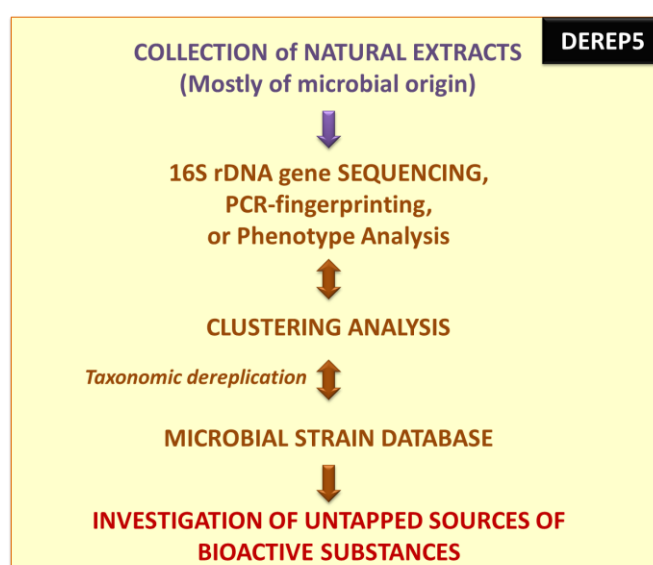 DEREP5
COLLECTION of NATURAL EXTRACTS
(Mostly of microbial origin)
16S rDNA gene SEQUENCING,
PCR-fingerprinting,
or Phenotype Analysis
CLUSTERING ANALYSIS
Taxonomic dereplication
MICROBIAL STRAIN DATABASE
INVESTIGATION OF UNTAPPED SOURCES OF
BIOACTIVE SUBSTANCES